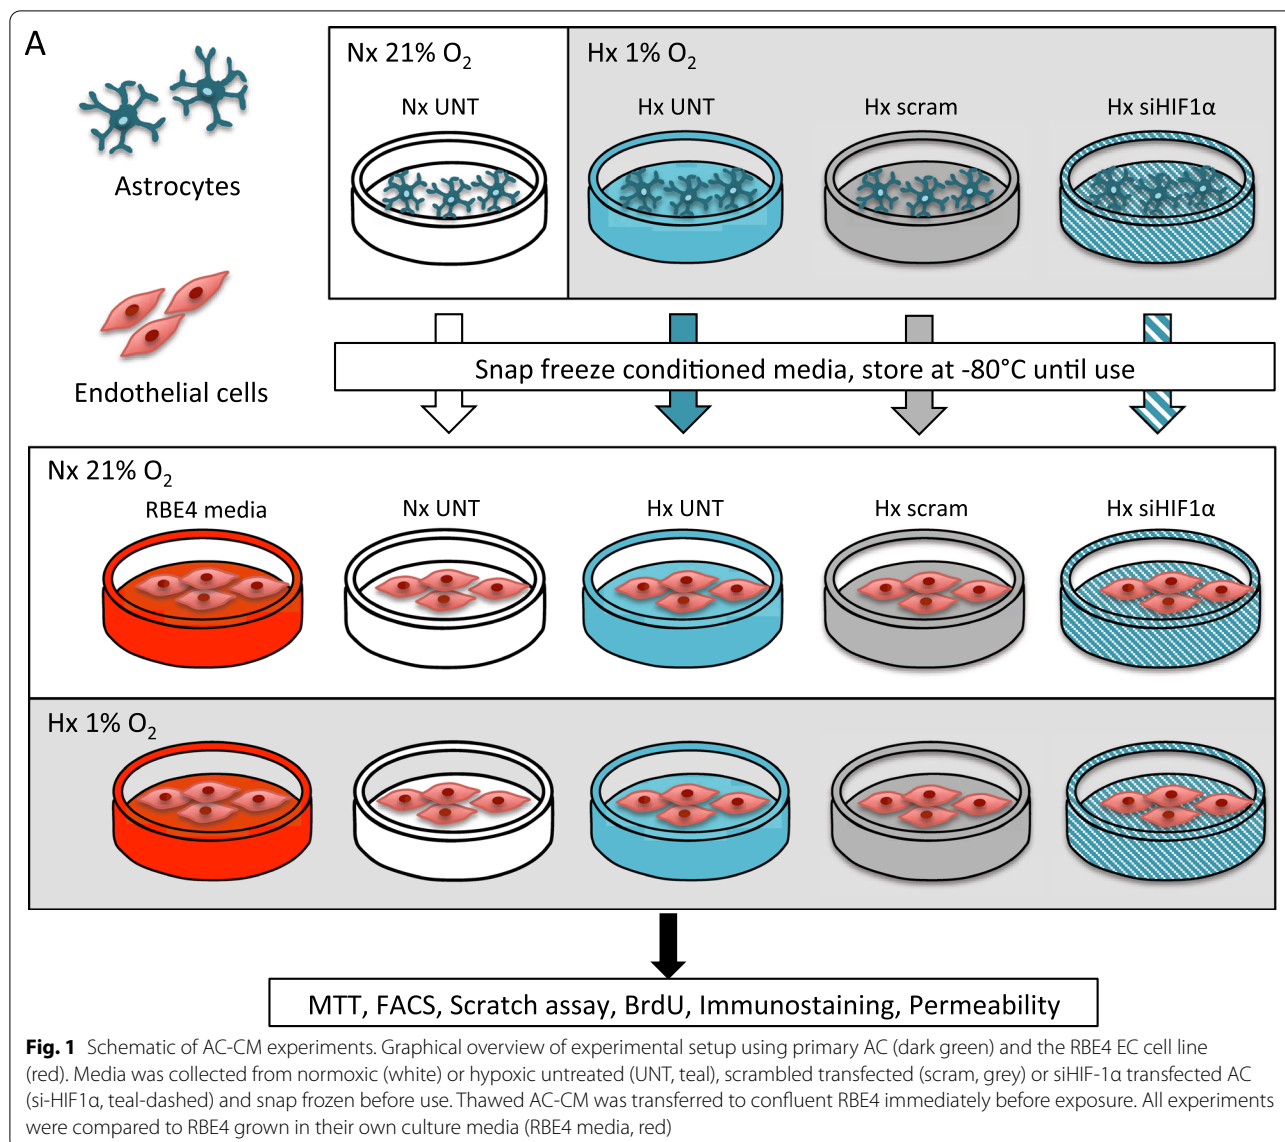 A
Astrocytes
Endothelial cells
Nx 21% O₂
Hx 1% O₂
Nx UNT
Hx UNT
Hx scram
Hx siHIF1α
Snap freeze conditioned media, store at -80°C until use
Nx 21% O₂
RBE4 media
Nx UNT
Hx UNT
Hx scram
Hx siHIF1α
Hx 1% O₂
MTT, FACS, Scratch assay, BrdU, Immunostaining, Permeability
Fig. 1 Schematic of AC-CM experiments. Graphical overview of experimental setup using primary AC (dark green) and the RBE4 EC cell line
(red). Media was collected from normoxic (white) or hypoxic untreated (UNT, teal), scrambled transfected (scram, grey) or siHIF-1α transfected AC
(si-HIF1α, teal-dashed) and snap frozen before use. Thawed AC-CM was transferred to confluent RBE4 immediately before exposure. All experiments
were compared to RBE4 grown in their own culture media (RBE4 media, red)